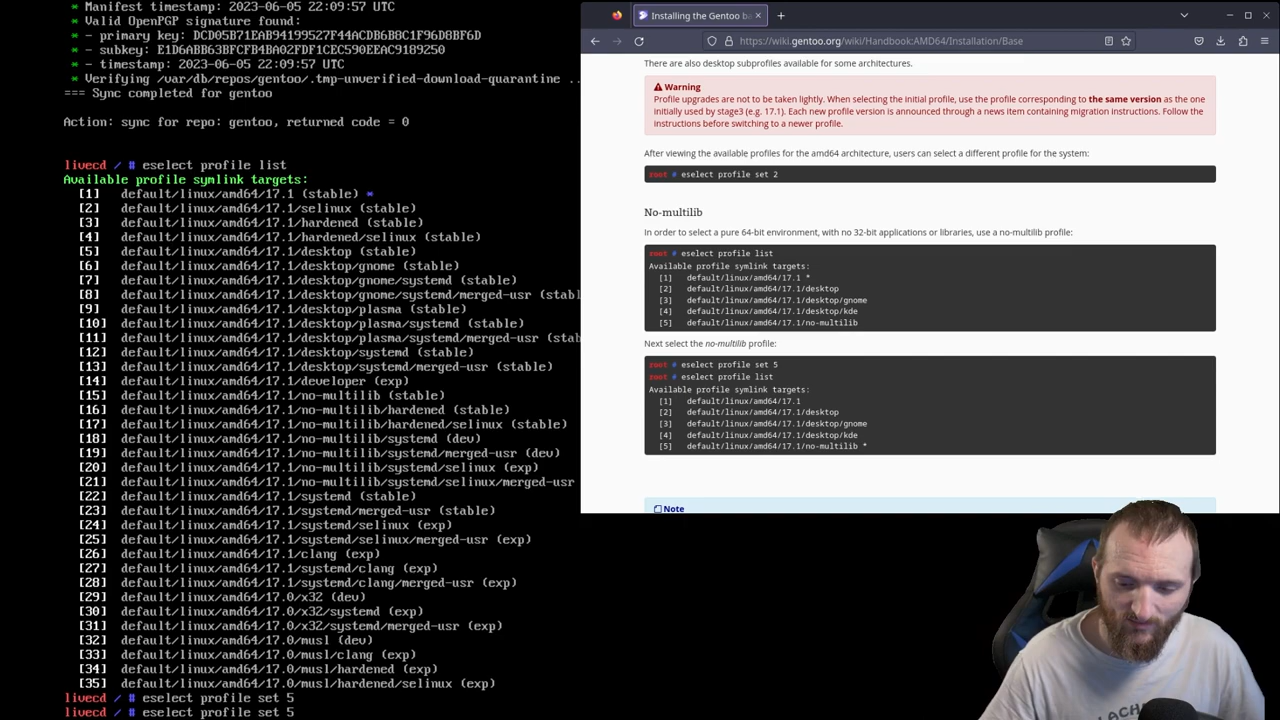 * Manifest timestamp: 2023-06-05 22:09:57 UTC
* Valid OpenPGP signature found:
* - primary key: DCD05B71EAB94199527F44ACDB6B8C1F96D8BF6D
* - subkey: E1D6ABB63BFCFB4BA02FDF1CEC590EEAC9189250
* - timestamp: 2023-06-05 22:09:57 UTC
* Verifying /var/db/repos/gentoo/.tmp-unverified-download-quarantine ..
=== Sync completed for gentoo
Action: sync for repo: gentoo, returned code = 0
livecd / # eselect profile list
Available profile symlink targets:
[1] default/linux/amd64/17.1 (stable) *
[2] default/linux/amd64/17.1/selinux (stable)
[3] default/linux/amd64/17.1/hardened (stable)
[4] default/linux/amd64/17.1/hardened/selinux (stable)
[5] default/linux/amd64/17.1/desktop (stable)
[6] default/linux/amd64/17.1/desktop/gnome (stable)
[7] default/linux/amd64/17.1/desktop/gnome/systemd (stable)
[8] default/linux/amd64/17.1/desktop/gnome/systemd/merged-usr (stabl
[9] default/linux/amd64/17.1/desktop/plasma (stable)
[10] default/linux/amd64/17.1/desktop/plasma/systemd (stable)
[11] default/linux/amd64/17.1/desktop/plasma/systemd/merged-usr (stab
[12] default/linux/amd64/17.1/desktop/systemd (stable)
[13] default/linux/amd64/17.1/desktop/systemd/merged-usr (stable)
[14] default/linux/amd64/17.1/developer (exp)
[15] default/linux/amd64/17.1/no-multilib (stable)
[16] default/linux/amd64/17.1/no-multilib/hardened (stable)
[17] default/linux/amd64/17.1/no-multilib/hardened/selinux (stable)
[18] default/linux/amd64/17.1/no-multilib/systemd (dev)
[19] default/linux/amd64/17.1/no-multilib/systemd/merged-usr (dev)
[20] default/linux/amd64/17.1/no-multilib/systemd/selinux (exp)
[21] default/linux/amd64/17.1/no-multilib/systemd/selinux/merged-usr
[22] default/linux/amd64/17.1/systemd (stable)
[23] default/linux/amd64/17.1/systemd/merged-usr (stable)
[24] default/linux/amd64/17.1/systemd/selinux (exp)
[25] default/linux/amd64/17.1/systemd/selinux/merged-usr (exp)
[26] default/linux/amd64/17.1/clang (exp)
[27] default/linux/amd64/17.1/systemd/clang (exp)
[28] default/linux/amd64/17.1/systemd/clang/merged-usr (exp)
[29] default/linux/amd64/17.0/x32 (dev)
[30] default/linux/amd64/17.0/x32/systemd (exp)
[31] default/linux/amd64/17.0/x32/systemd/merged-usr (exp)
[32] default/linux/amd64/17.0/musl (dev)
[33] default/linux/amd64/17.0/musl/clang (exp)
[34] default/linux/amd64/17.0/musl/hardened (exp)
[35] default/linux/amd64/17.0/musl/hardened/selinux (exp)
livecd / # eselect profile set 5
livecd / # eselect profile set 5
Installing the Gentoo ba
https://wiki.gentoo.org/wiki/Handbook:AMD64/Installation/Base
There are also desktop subprofiles available for some architectures.
Warning
Profile upgrades are not to be taken lightly. When selecting the initial profile, use the profile corresponding to the same version as the one
initially used by stage3 (e.g. 17.1). Each new profile version is announced through a news item containing migration instructions. Follow the
instructions before switching to a newer profile.
After viewing the available profiles for the amd64 architecture, users can select a different profile for the system:
root # eselect profile set 2
No-multilib
In order to select a pure 64-bit environment, with no 32-bit applications or libraries, use a no-multilib profile:
root # eselect profile list
Available profile symlink targets:
[1] default/linux/amd64/17.1 *
[2] default/linux/amd64/17.1/desktop
[3] default/linux/amd64/17.1/desktop/gnome
[4] default/linux/amd64/17.1/desktop/kde
[5] default/linux/amd64/17.1/no-multilib
Next select the no-multilib profile:
root # eselect profile set 5
root # eselect profile list
Available profile symlink targets:
[1] default/linux/amd64/17.1
[2] default/linux/amd64/17.1/desktop
[3] default/linux/amd64/17.1/desktop/gnome
[4] default/linux/amd64/17.1/desktop/kde
[5] default/linux/amd64/17.1/no-multilib *
Note